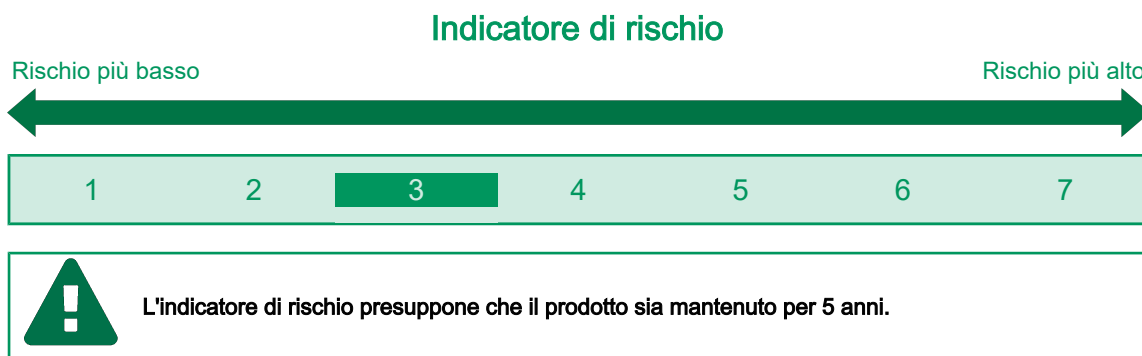 Indicatore di rischio
Rischio più basso Rischio più alto
1 2 3 4 5 6 7
L'indicatore di rischio presuppone che il prodotto sia mantenuto per 5 anni.